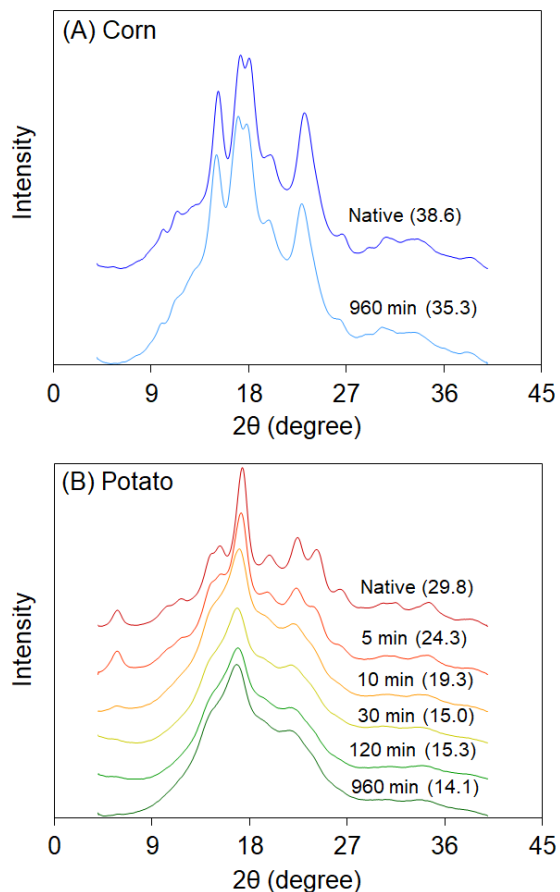 (A) Corn
Intensity
Native (38.6)
960 min (35.3)
0 9 18 27 36 45
2θ (degree)
(B) Potato
Intensity
Native (29.8)
5 min (24.3)
10 min (19.3)
30 min (15.0)
120 min (15.3)
960 min (14.1)
0 9 18 27 36 45
2θ (degree)